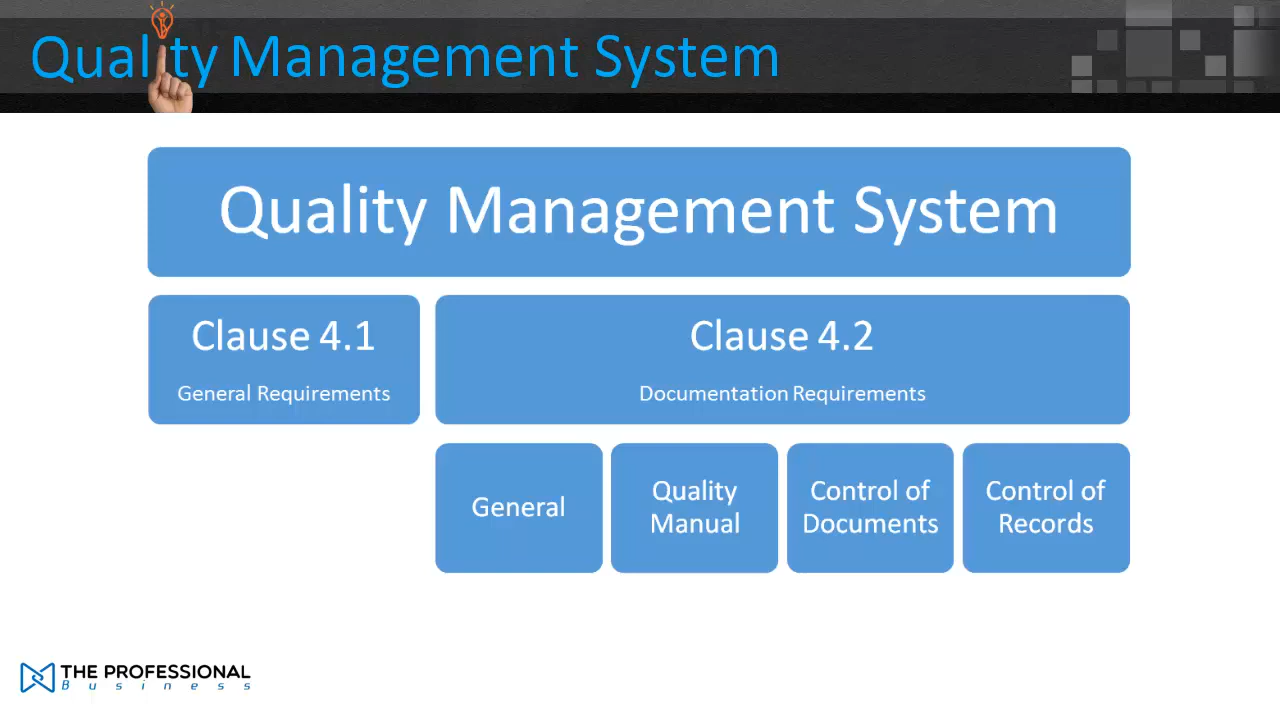 Quality Management System
Quality Management System
Clause 4.1
General Requirements
Clause 4.2
Documentation Requirements
General
Quality
Manual
Control of
Documents
Control of
Records
THE PROFESSIONAL
Business